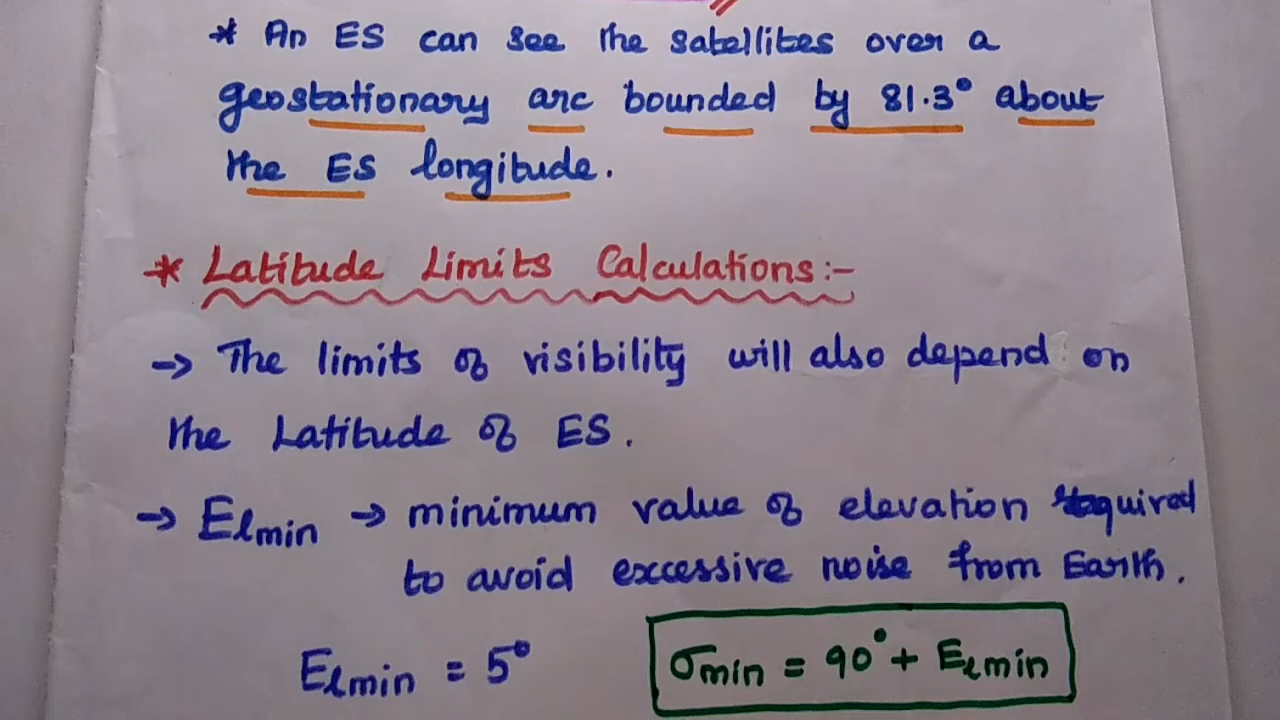 * An ES can see the satellites over a
geostationary arc bounded by 81.3° about
the ES longitude.
* Latitude Limits Calculations:-
→ The limits of visibility will also depend on
the Latitude of ES.
→ Elmin → minimum value of elevation required
to avoid excessive noise from Earth.
Elmin = 5°
σmin = 90° + Elmin